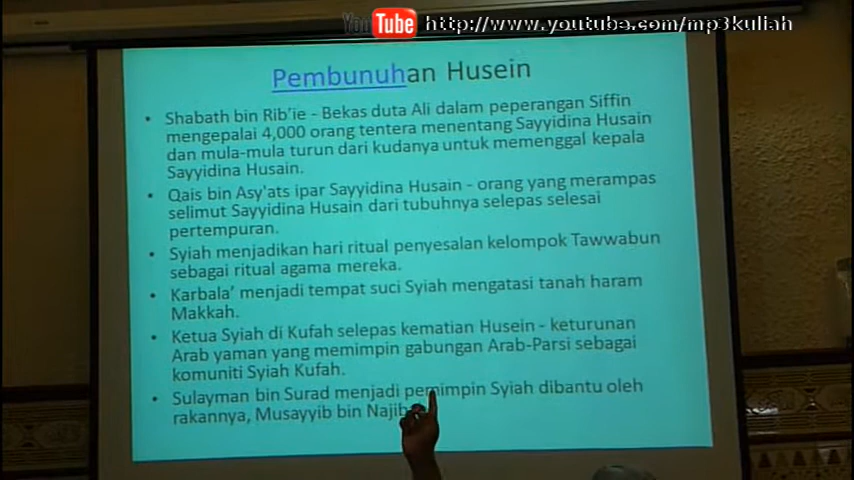 YouTube http://www.youtube.com/mp3kuliah
Pembunuhan Husein
• Shabath bin Rib'ie - Bekas duta Ali dalam peperangan Siffin
mengepalai 4,000 orang tentera menentang Sayyidina Husain
dan mula-mula turun dari kudanya untuk memenggal kepala
Sayyidina Husain.
• Qais bin Asy'ats ipar Sayyidina Husain - orang yang merampas
selimut Sayyidina Husain dari tubuhnya selepas selesai
pertempuran.
• Syiah menjadikan hari ritual penyesalan kelompok Tawwabun
sebagai ritual agama mereka.
• Karbala' menjadi tempat suci Syiah mengatasi tanah haram
Makkah.
• Ketua Syiah di Kufah selepas kematian Husein - keturunan
Arab yaman yang memimpin gabungan Arab-Parsi sebagai
komuniti Syiah Kufah.
• Sulayman bin Surad menjadi pemimpin Syiah dibantu oleh
rakannya, Musayyib bin